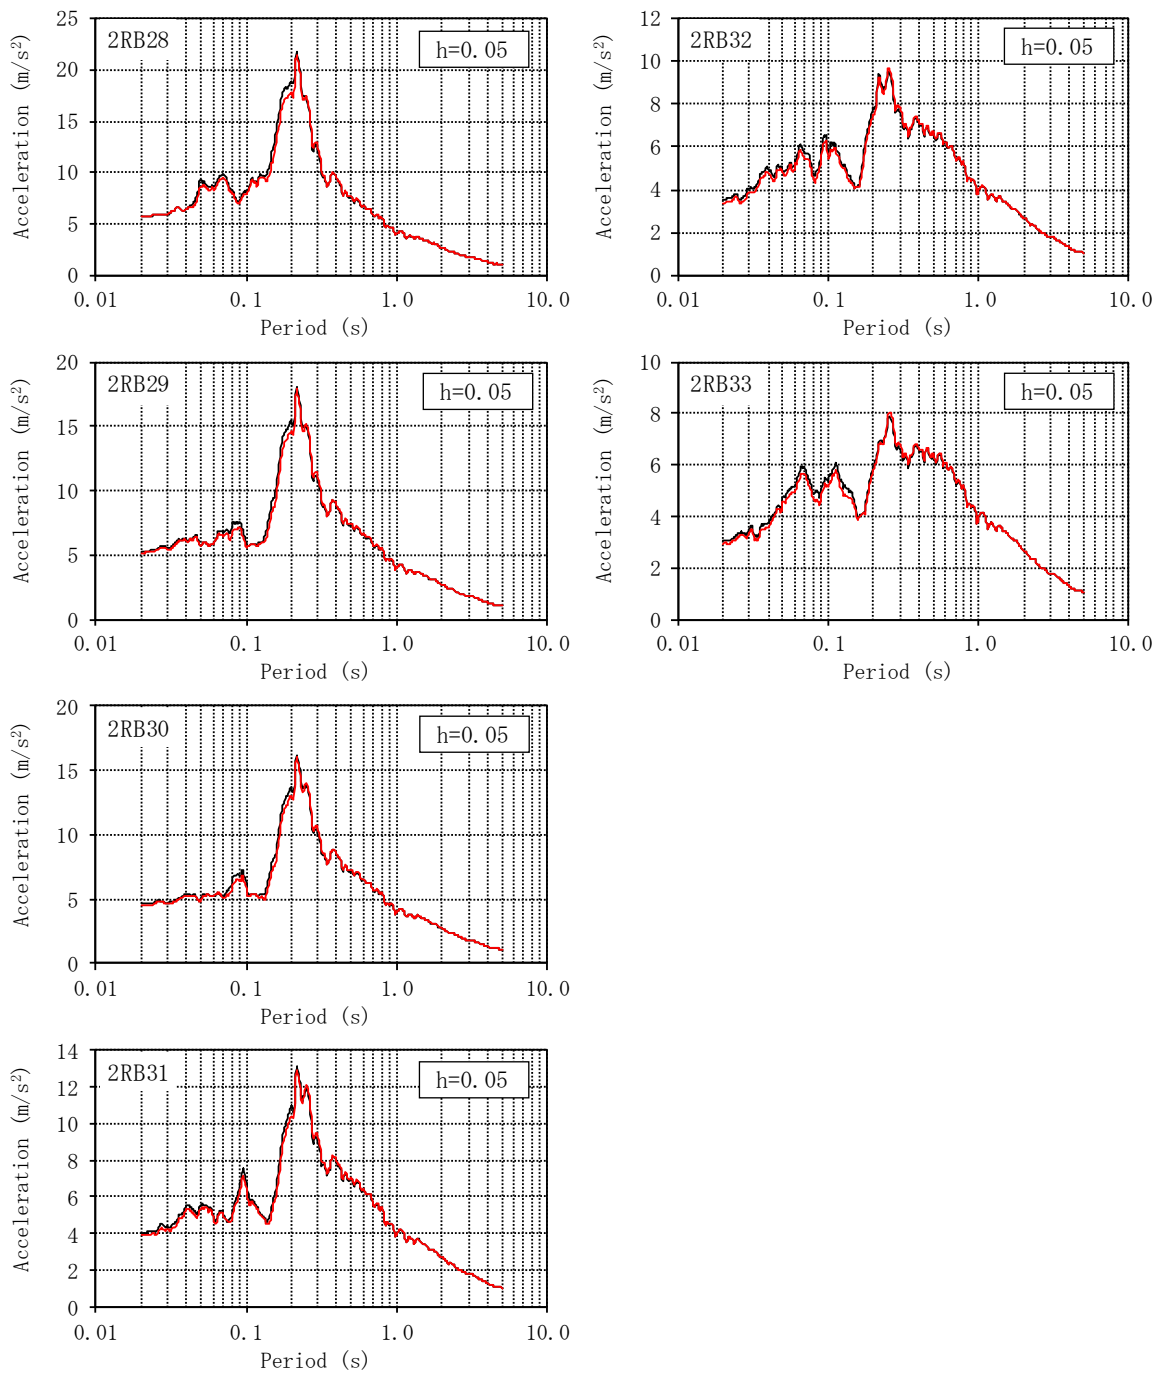 2RB28
h=0.05
Acceleration (m/s²)
25
20
15
10
5
0
0.01
0.1
1.0
10.0
Period (s)
2RB32
h=0.05
Acceleration (m/s²)
12
10
8
6
4
2
0
0.01
0.1
1.0
10.0
Period (s)
2RB29
h=0.05
Acceleration (m/s²)
20
15
10
5
0
0.01
0.1
1.0
10.0
Period (s)
2RB33
h=0.05
Acceleration (m/s²)
10
8
6
4
2
0
0.01
0.1
1.0
10.0
Period (s)
2RB30
h=0.05
Acceleration (m/s²)
20
15
10
5
0
0.01
0.1
1.0
10.0
Period (s)
2RB31
h=0.05
Acceleration (m/s²)
14
12
10
8
6
4
2
0
0.01
0.1
1.0
10.0
Period (s)